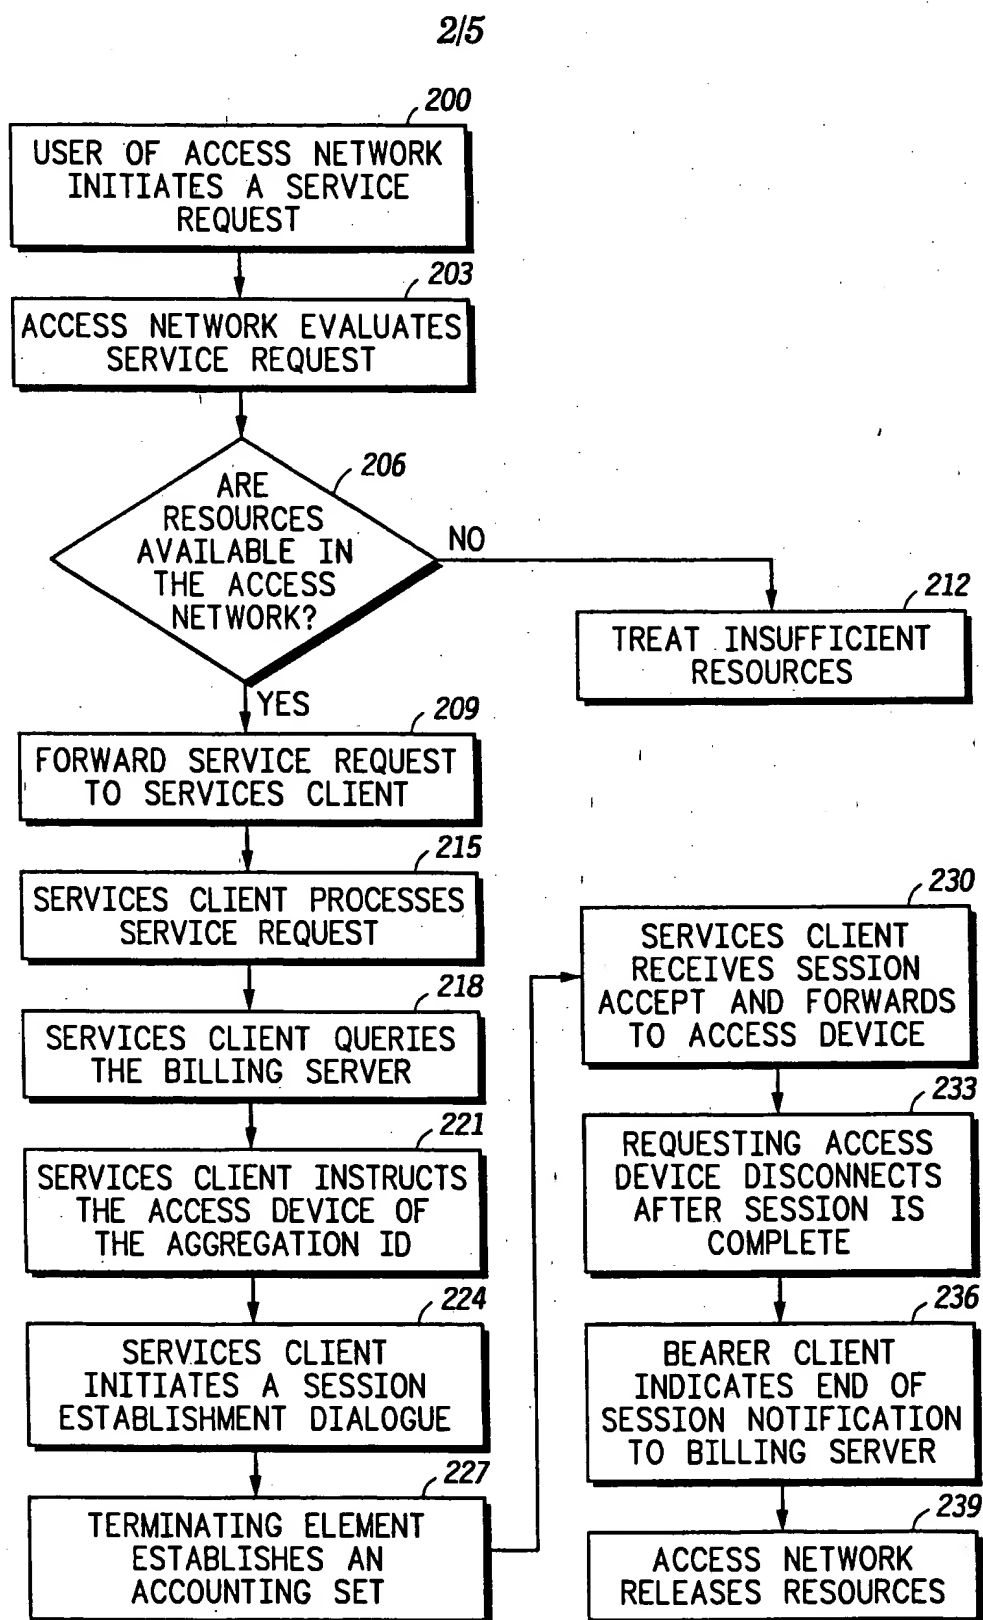 2/5
200
USER OF ACCESS NETWORK
INITIATES A SERVICE
REQUEST
203
ACCESS NETWORK EVALUATES
SERVICE REQUEST
206
ARE
RESOURCES
AVAILABLE IN
THE ACCESS
NETWORK?
NO
212
TREAT INSUFFICIENT
RESOURCES
YES
209
FORWARD SERVICE REQUEST
TO SERVICES CLIENT
215
SERVICES CLIENT PROCESSES
SERVICE REQUEST
218
SERVICES CLIENT QUERIES
THE BILLING SERVER
221
SERVICES CLIENT INSTRUCTS
THE ACCESS DEVICE OF
THE AGGREGATION ID
224
SERVICES CLIENT
INITIATES A SESSION
ESTABLISHMENT DIALOGUE
227
TERMINATING ELEMENT
ESTABLISHES AN
ACCOUNTING SET
230
SERVICES CLIENT
RECEIVES SESSION
ACCEPT AND FORWARDS
TO ACCESS DEVICE
233
REQUESTING ACCESS
DEVICE DISCONNECTS
AFTER SESSION IS
COMPLETE
236
BEARER CLIENT
INDICATES END OF
SESSION NOTIFICATION
TO BILLING SERVER
239
ACCESS NETWORK
RELEASES RESOURCES